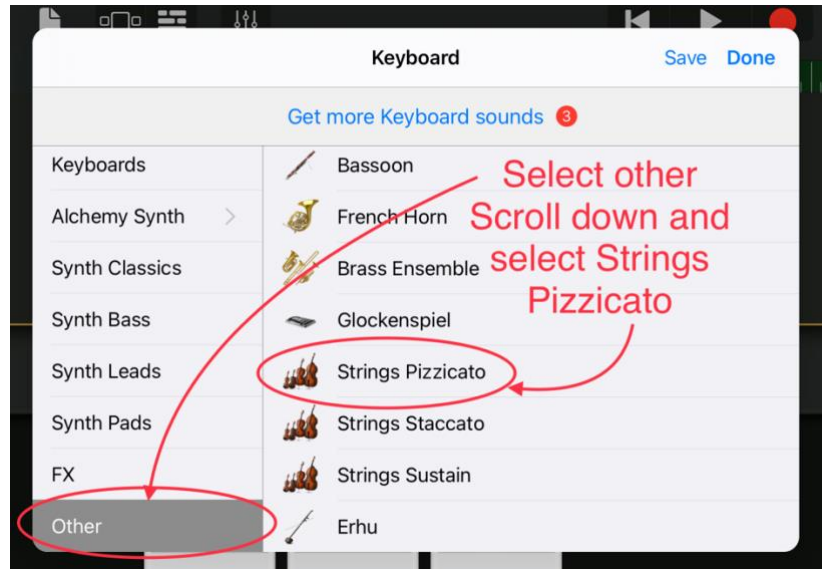 Keyboard
Save Done
Get more Keyboard sounds 3
Keyboards
Alchemy Synth
Synth Classics
Synth Bass
Synth Leads
Synth Pads
FX
Other
Bassoon
French Horn
Brass Ensemble
Glockenspiel
Strings Pizzicato
Strings Staccato
Strings Sustain
Erhu
Select other
Scroll down and
select Strings
Pizzicato